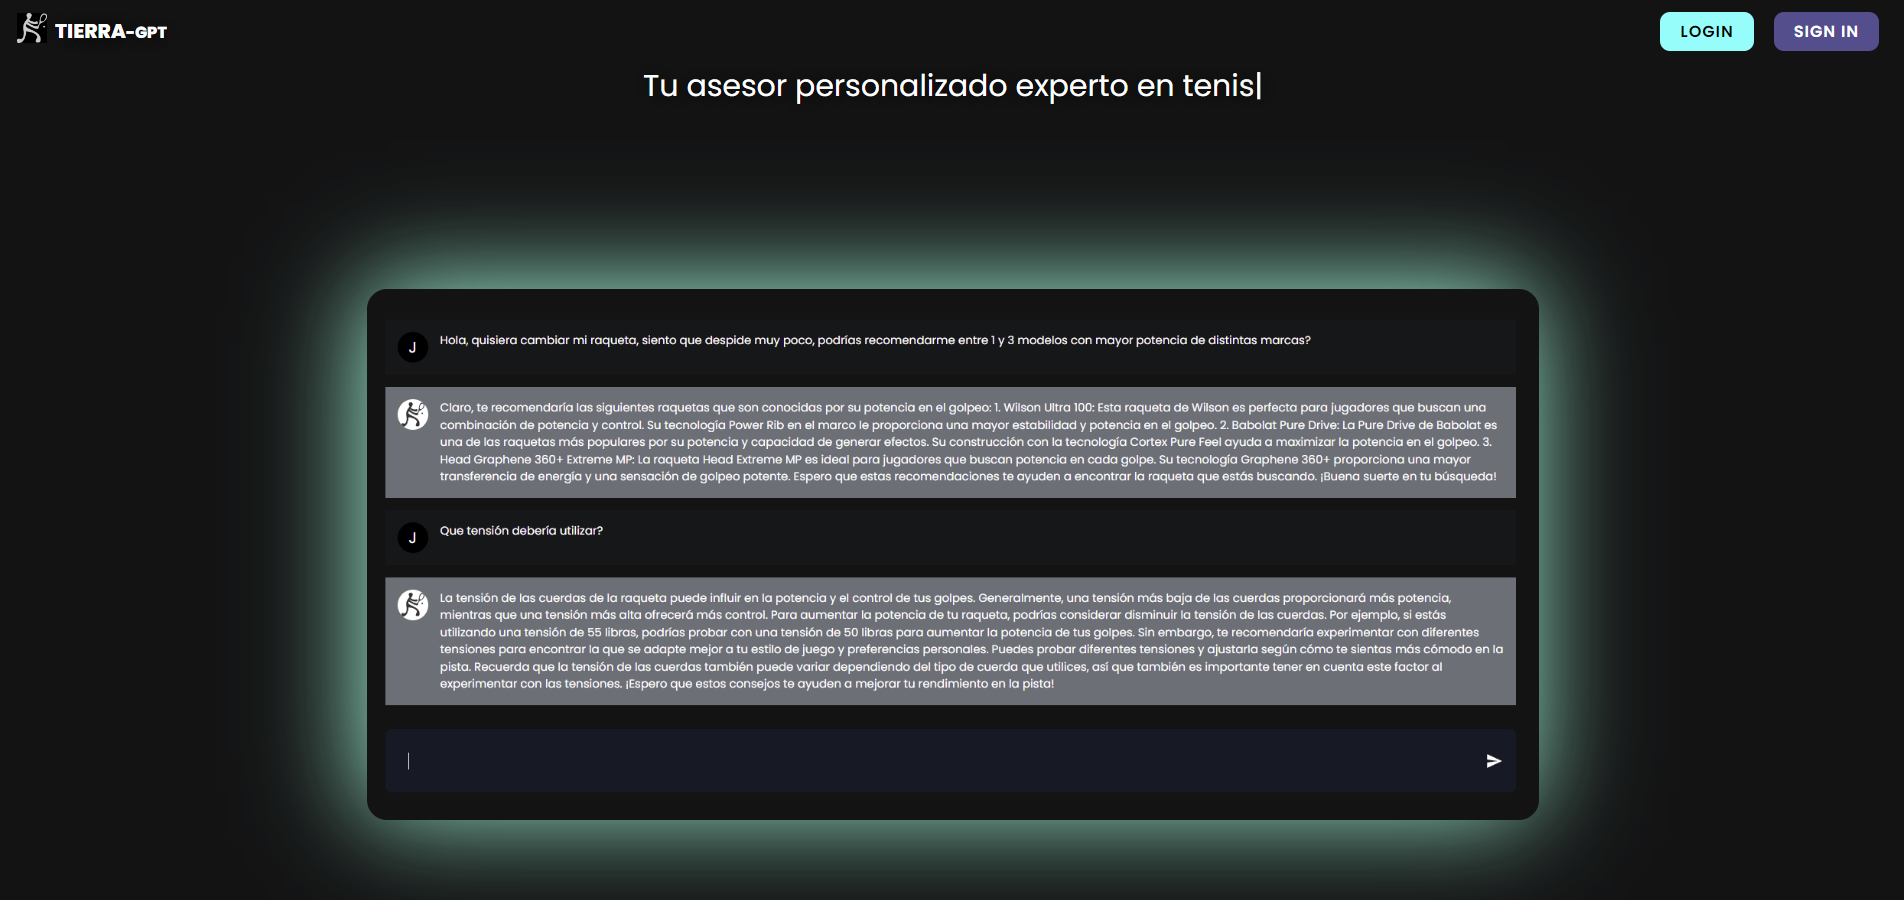 TIERRA-GPT
LOGIN
SIGN IN
Tu asesor personalizado experto en tenis|
J
Hola, quisiera cambiar mi raqueta, siento que despide muy poco, podrías recomendarme entre 1 y 3 modelos con mayor potencia de distintas marcas?
Claro, te recomendaría las siguientes raquetas que son conocidas por su potencia en el golpeo: 1. Wilson Ultra 100: Esta raqueta de Wilson es perfecta para jugadores que buscan una
combinación de potencia y control. Su tecnología Power Rib en el marco le proporciona una mayor estabilidad y potencia en el golpeo. 2. Babolat Pure Drive: La Pure Drive de Babolat es
una de las raquetas más populares por su potencia y capacidad de generar efectos. Su construcción con la tecnología Cortex Pure Feel ayuda a maximizar la potencia en el golpeo. 3.
Head Graphene 360+ Extreme MP: La raqueta Head Extreme MP es ideal para jugadores que buscan potencia en cada golpe. Su tecnología Graphene 360+ proporciona una mayor
transferencia de energía y una sensación de golpeo potente. Espero que estas recomendaciones te ayuden a encontrar la raqueta que estás buscando. ¡Buena suerte en tu búsqueda!
J
Que tensión debería utilizar?
La tensión de las cuerdas de la raqueta puede influir en la potencia y el control de tus golpes. Generalmente, una tensión más baja de las cuerdas proporcionará más potencia,
mientras que una tensión más alta ofrecerá más control. Para aumentar la potencia de tu raqueta, podrías considerar disminuir la tensión de las cuerdas. Por ejemplo, si estás
utilizando una tensión de 55 libras, podrías probar con una tensión de 50 libras para aumentar la potencia de tus golpes. Sin embargo, te recomendaría experimentar con diferentes
tensiones para encontrar la que se adapte mejor a tu estilo de juego y preferencias personales. Puedes probar diferentes tensiones y ajustarla según cómo te sientas más cómodo en la
pista. Recuerda que la tensión de las cuerdas también puede variar dependiendo del tipo de cuerda que utilices, así que también es importante tener en cuenta este factor al
experimentar con las tensiones. ¡Espero que estos consejos te ayuden a mejorar tu rendimiento en la pista!